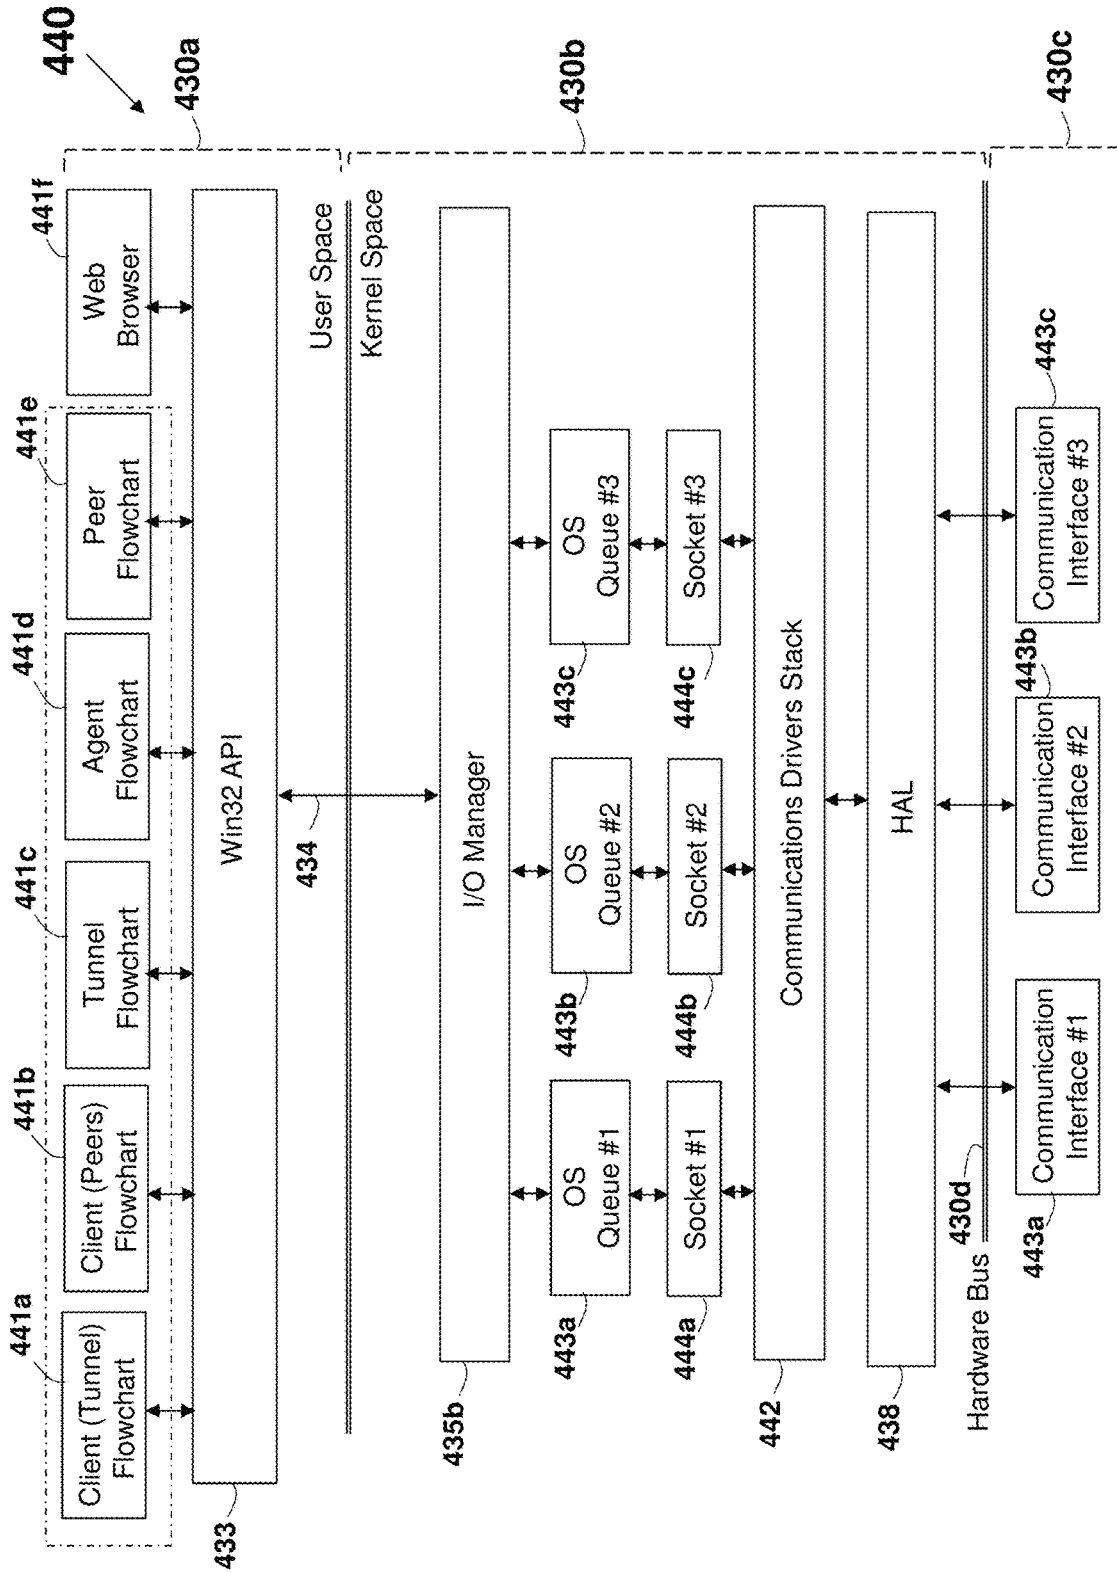 440
441a
441b
441c
441d
441e
441f
Client (Tunnel)
Flowchart
Client (Peers)
Flowchart
Tunnel
Flowchart
Agent
Flowchart
Peer
Flowchart
Web
Browser
430a
433
Win32 API
434
User Space
Kernel Space
430b
435b
I/O Manager
443a
OS
Queue #1
443b
OS
Queue #2
443c
OS
Queue #3
444a
Socket #1
444b
Socket #2
444c
Socket #3
442
Communications Drivers Stack
438
HAL
Hardware Bus
430d
430c
443a
Communication
Interface #1
443b
Communication
Interface #2
443c
Communication
Interface #3